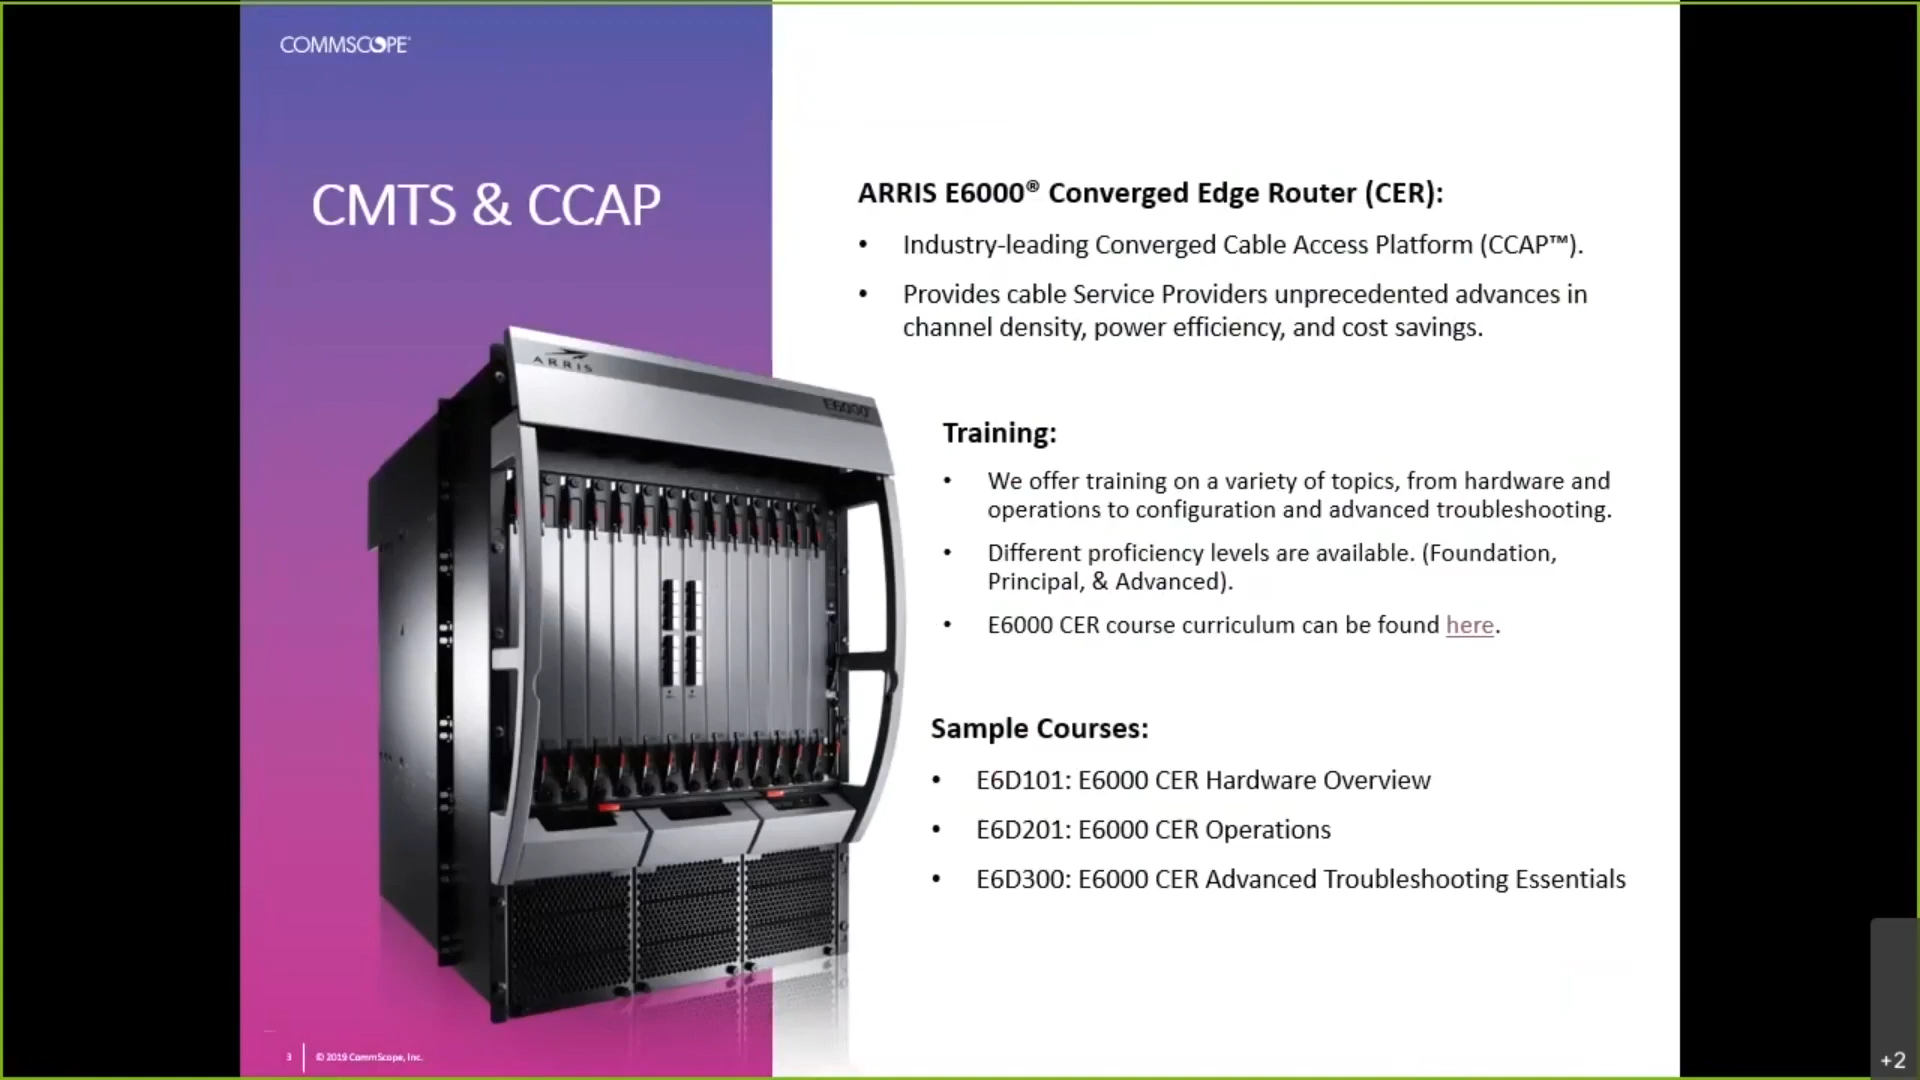 COMMSCOPE®
CMTS & CCAP
ARRIS
E6000
ARRIS E6000® Converged Edge Router (CER):
• Industry-leading Converged Cable Access Platform (CCAP™).
• Provides cable Service Providers unprecedented advances in
channel density, power efficiency, and cost savings.
Training:
• We offer training on a variety of topics, from hardware and
operations to configuration and advanced troubleshooting.
• Different proficiency levels are available. (Foundation,
Principal, & Advanced).
• E6000 CER course curriculum can be found here.
Sample Courses:
• E6D101: E6000 CER Hardware Overview
• E6D201: E6000 CER Operations
• E6D300: E6000 CER Advanced Troubleshooting Essentials
3 © 2019 CommScope, Inc.
+2